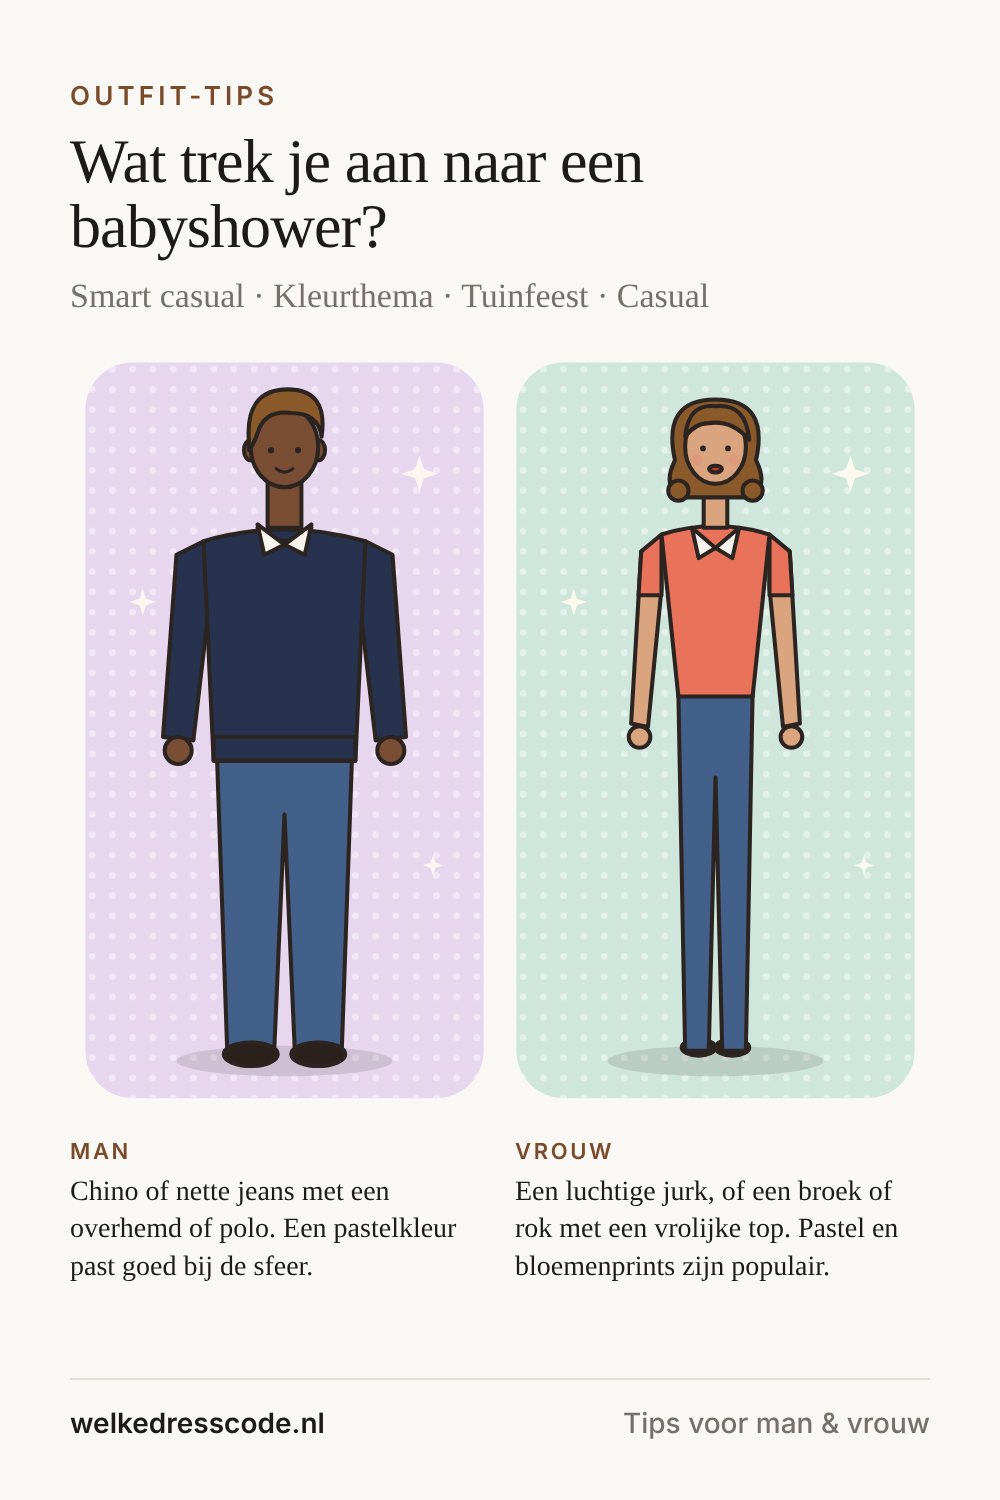 OUTFIT-TIPS
Wat trek je aan naar een
babyshower?
Smart casual · Kleurthema · Tuinfeest · Casual
MAN
Chino of nette jeans met een
overhemd of polo. Een pastelkleur
past goed bij de sfeer.
VROUW
Een luchtige jurk, of een broek of
rok met een vrolijke top. Pastel en
bloemenprints zijn populair.
welkedresscode.nl
Tips voor man & vrouw